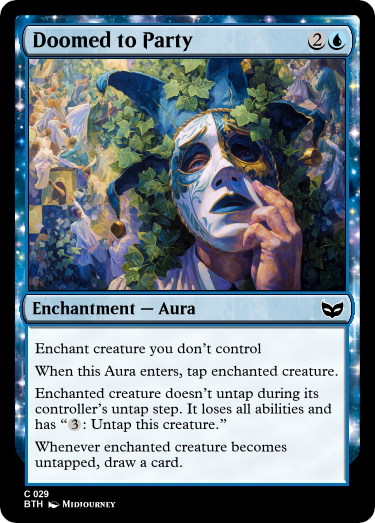 Doomed to Party 2
Enchantment — Aura
Enchant creature you don't control
When this Aura enters, tap enchanted creature.
Enchanted creature doesn't untap during its
controller's untap step. It loses all abilities and
has “3: Untap this creature.”
Whenever enchanted creature becomes
untapped, draw a card.
C 029
BTH Midjourney